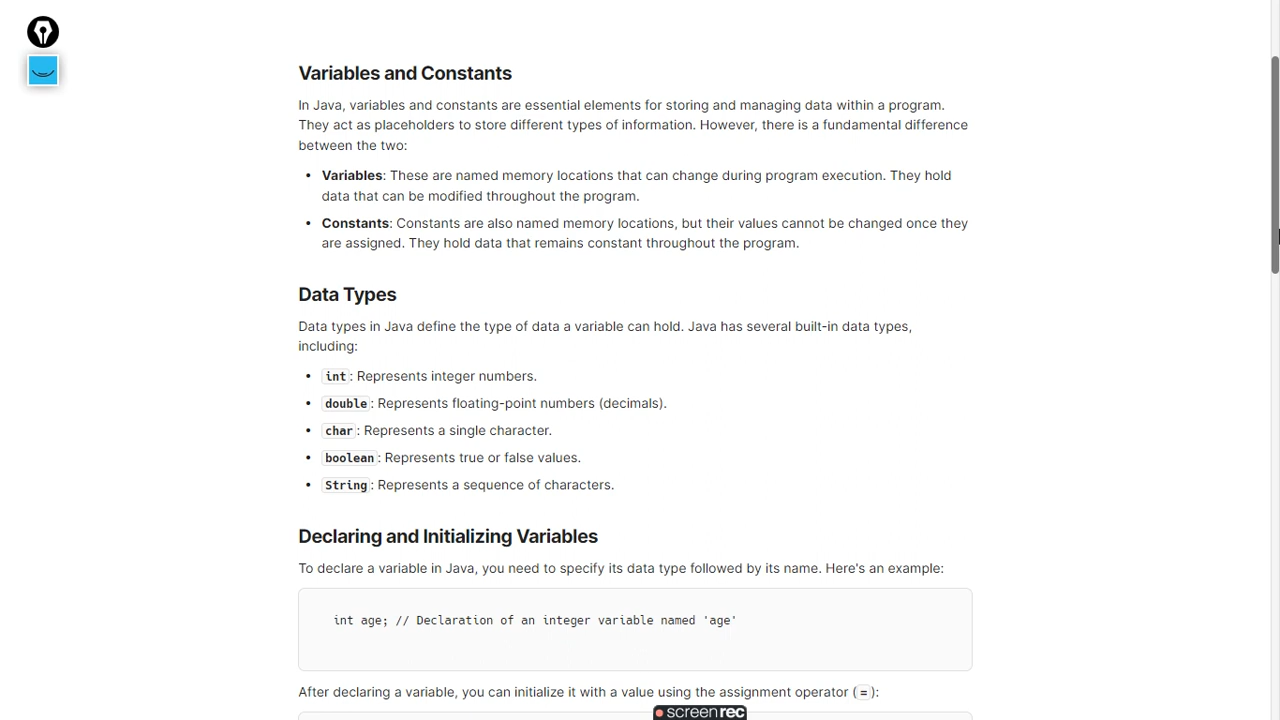 Variables and Constants
In Java, variables and constants are essential elements for storing and managing data within a program.
They act as placeholders to store different types of information. However, there is a fundamental difference
between the two:
• Variables: These are named memory locations that can change during program execution. They hold
data that can be modified throughout the program.
• Constants: Constants are also named memory locations, but their values cannot be changed once they
are assigned. They hold data that remains constant throughout the program.
Data Types
Data types in Java define the type of data a variable can hold. Java has several built-in data types,
including:
• int: Represents integer numbers.
• double: Represents floating-point numbers (decimals).
• char: Represents a single character.
• boolean: Represents true or false values.
• String: Represents a sequence of characters.
Declaring and Initializing Variables
To declare a variable in Java, you need to specify its data type followed by its name. Here's an example:
int age; // Declaration of an integer variable named 'age'
After declaring a variable, you can initialize it with a value using the assignment operator (=):
screenrec